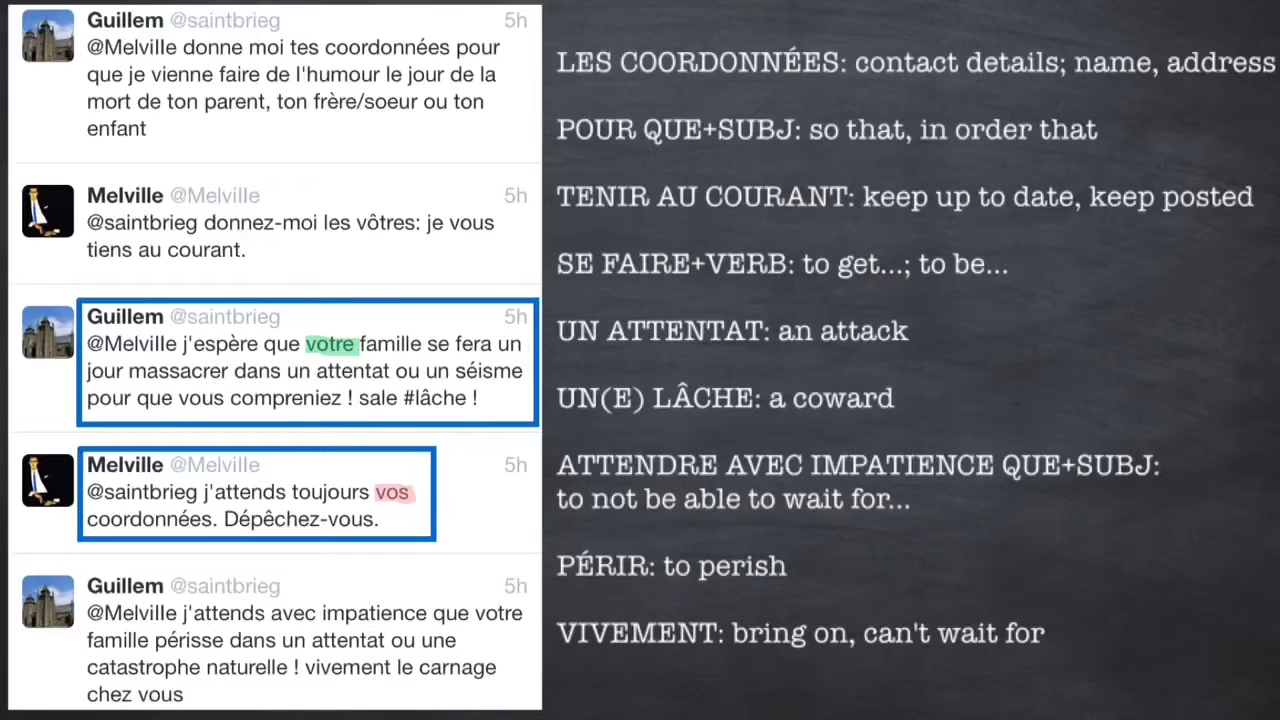 Guillem @saintbrieg 5h
@Melville donne moi tes coordonnées pour
que je vienne faire de l'humour le jour de la
mort de ton parent, ton frère/soeur ou ton
enfant
Melville @Melville 5h
@saintbrieg donnez-moi les vôtres: je vous
tiens au courant.
Guillem @saintbrieg 5h
@Melville j'espère que votre famille se fera un
jour massacrer dans un attentat ou un séisme
pour que vous compreniez ! sale #lâche !
Melville @Melville 5h
@saintbrieg j'attends toujours vos
coordonnées. Dépêchez-vous.
Guillem @saintbrieg 5h
@Melville j'attends avec impatience que votre
famille périsse dans un attentat ou une
catastrophe naturelle ! vivement le carnage
chez vous
LES COORDONNÉES: contact details; name, address
POUR QUE+SUBJ: so that, in order that
TENIR AU COURANT: keep up to date, keep posted
SE FAIRE+VERB: to get...; to be...
UN ATTENTAT: an attack
UN(E) LÂCHE: a coward
ATTENDRE AVEC IMPATIENCE QUE+SUBJ:
to not be able to wait for...
PÉRIR: to perish
VIVEMENT: bring on, can't wait for